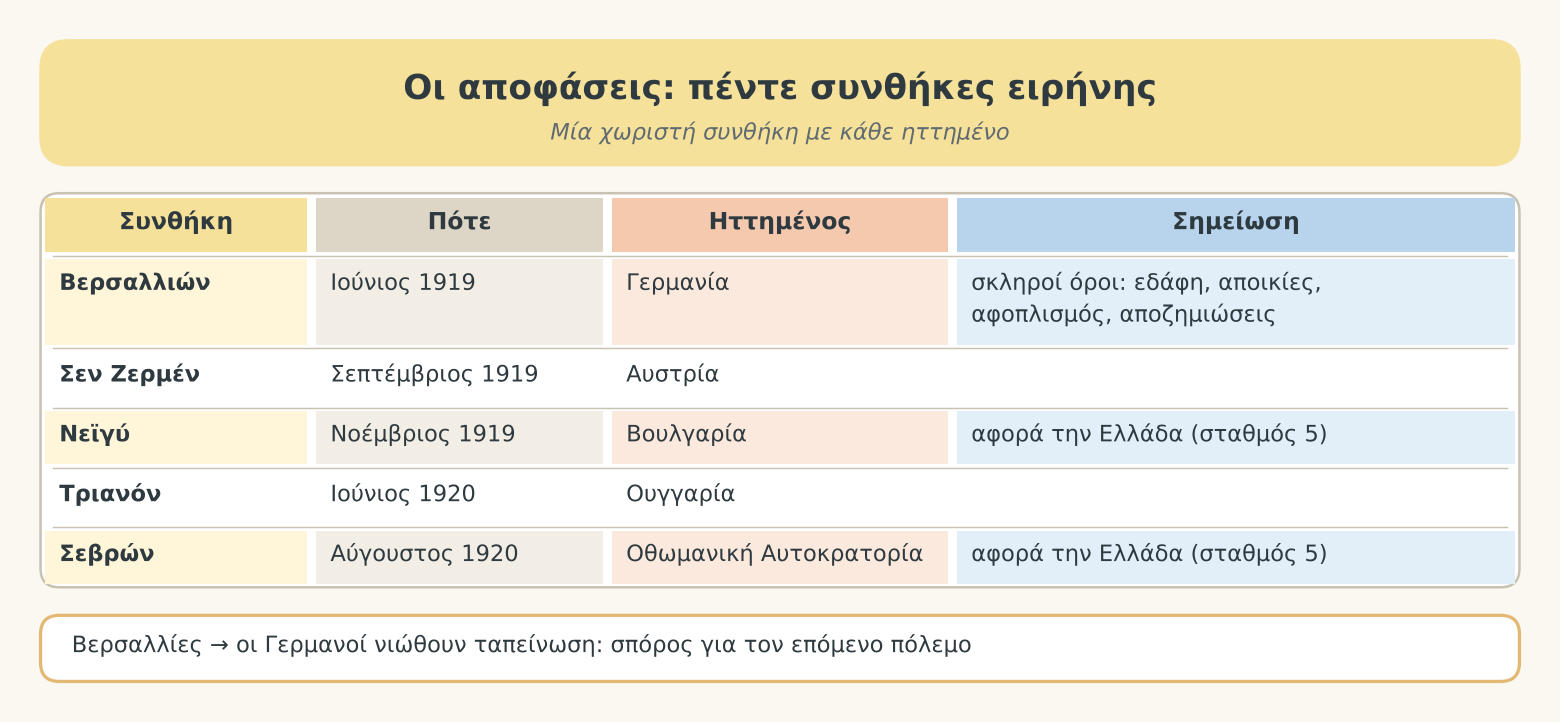 Οι αποφάσεις: πέντε συνθήκες ειρήνης
Μία χωριστή συνθήκη με κάθε ηττημένο
Συνθήκη Πότε Ηττημένος Σημείωση
Βερσαλλιών Ιούνιος 1919 Γερμανία σκληροί όροι: εδάφη, αποικίες,
αφοπλισμός, αποζημιώσεις
Σεν Ζερμέν Σεπτέμβριος 1919 Αυστρία
Νεϊγύ Νοέμβριος 1919 Βουλγαρία αφορά την Ελλάδα (σταθμός 5)
Τριανόν Ιούνιος 1920 Ουγγαρία
Σεβρών Αύγουστος 1920 Οθωμανική Αυτοκρατορία αφορά την Ελλάδα (σταθμός 5)
Βερσαλλίες → οι Γερμανοί νιώθουν ταπείνωση: σπόρος για τον επόμενο πόλεμο